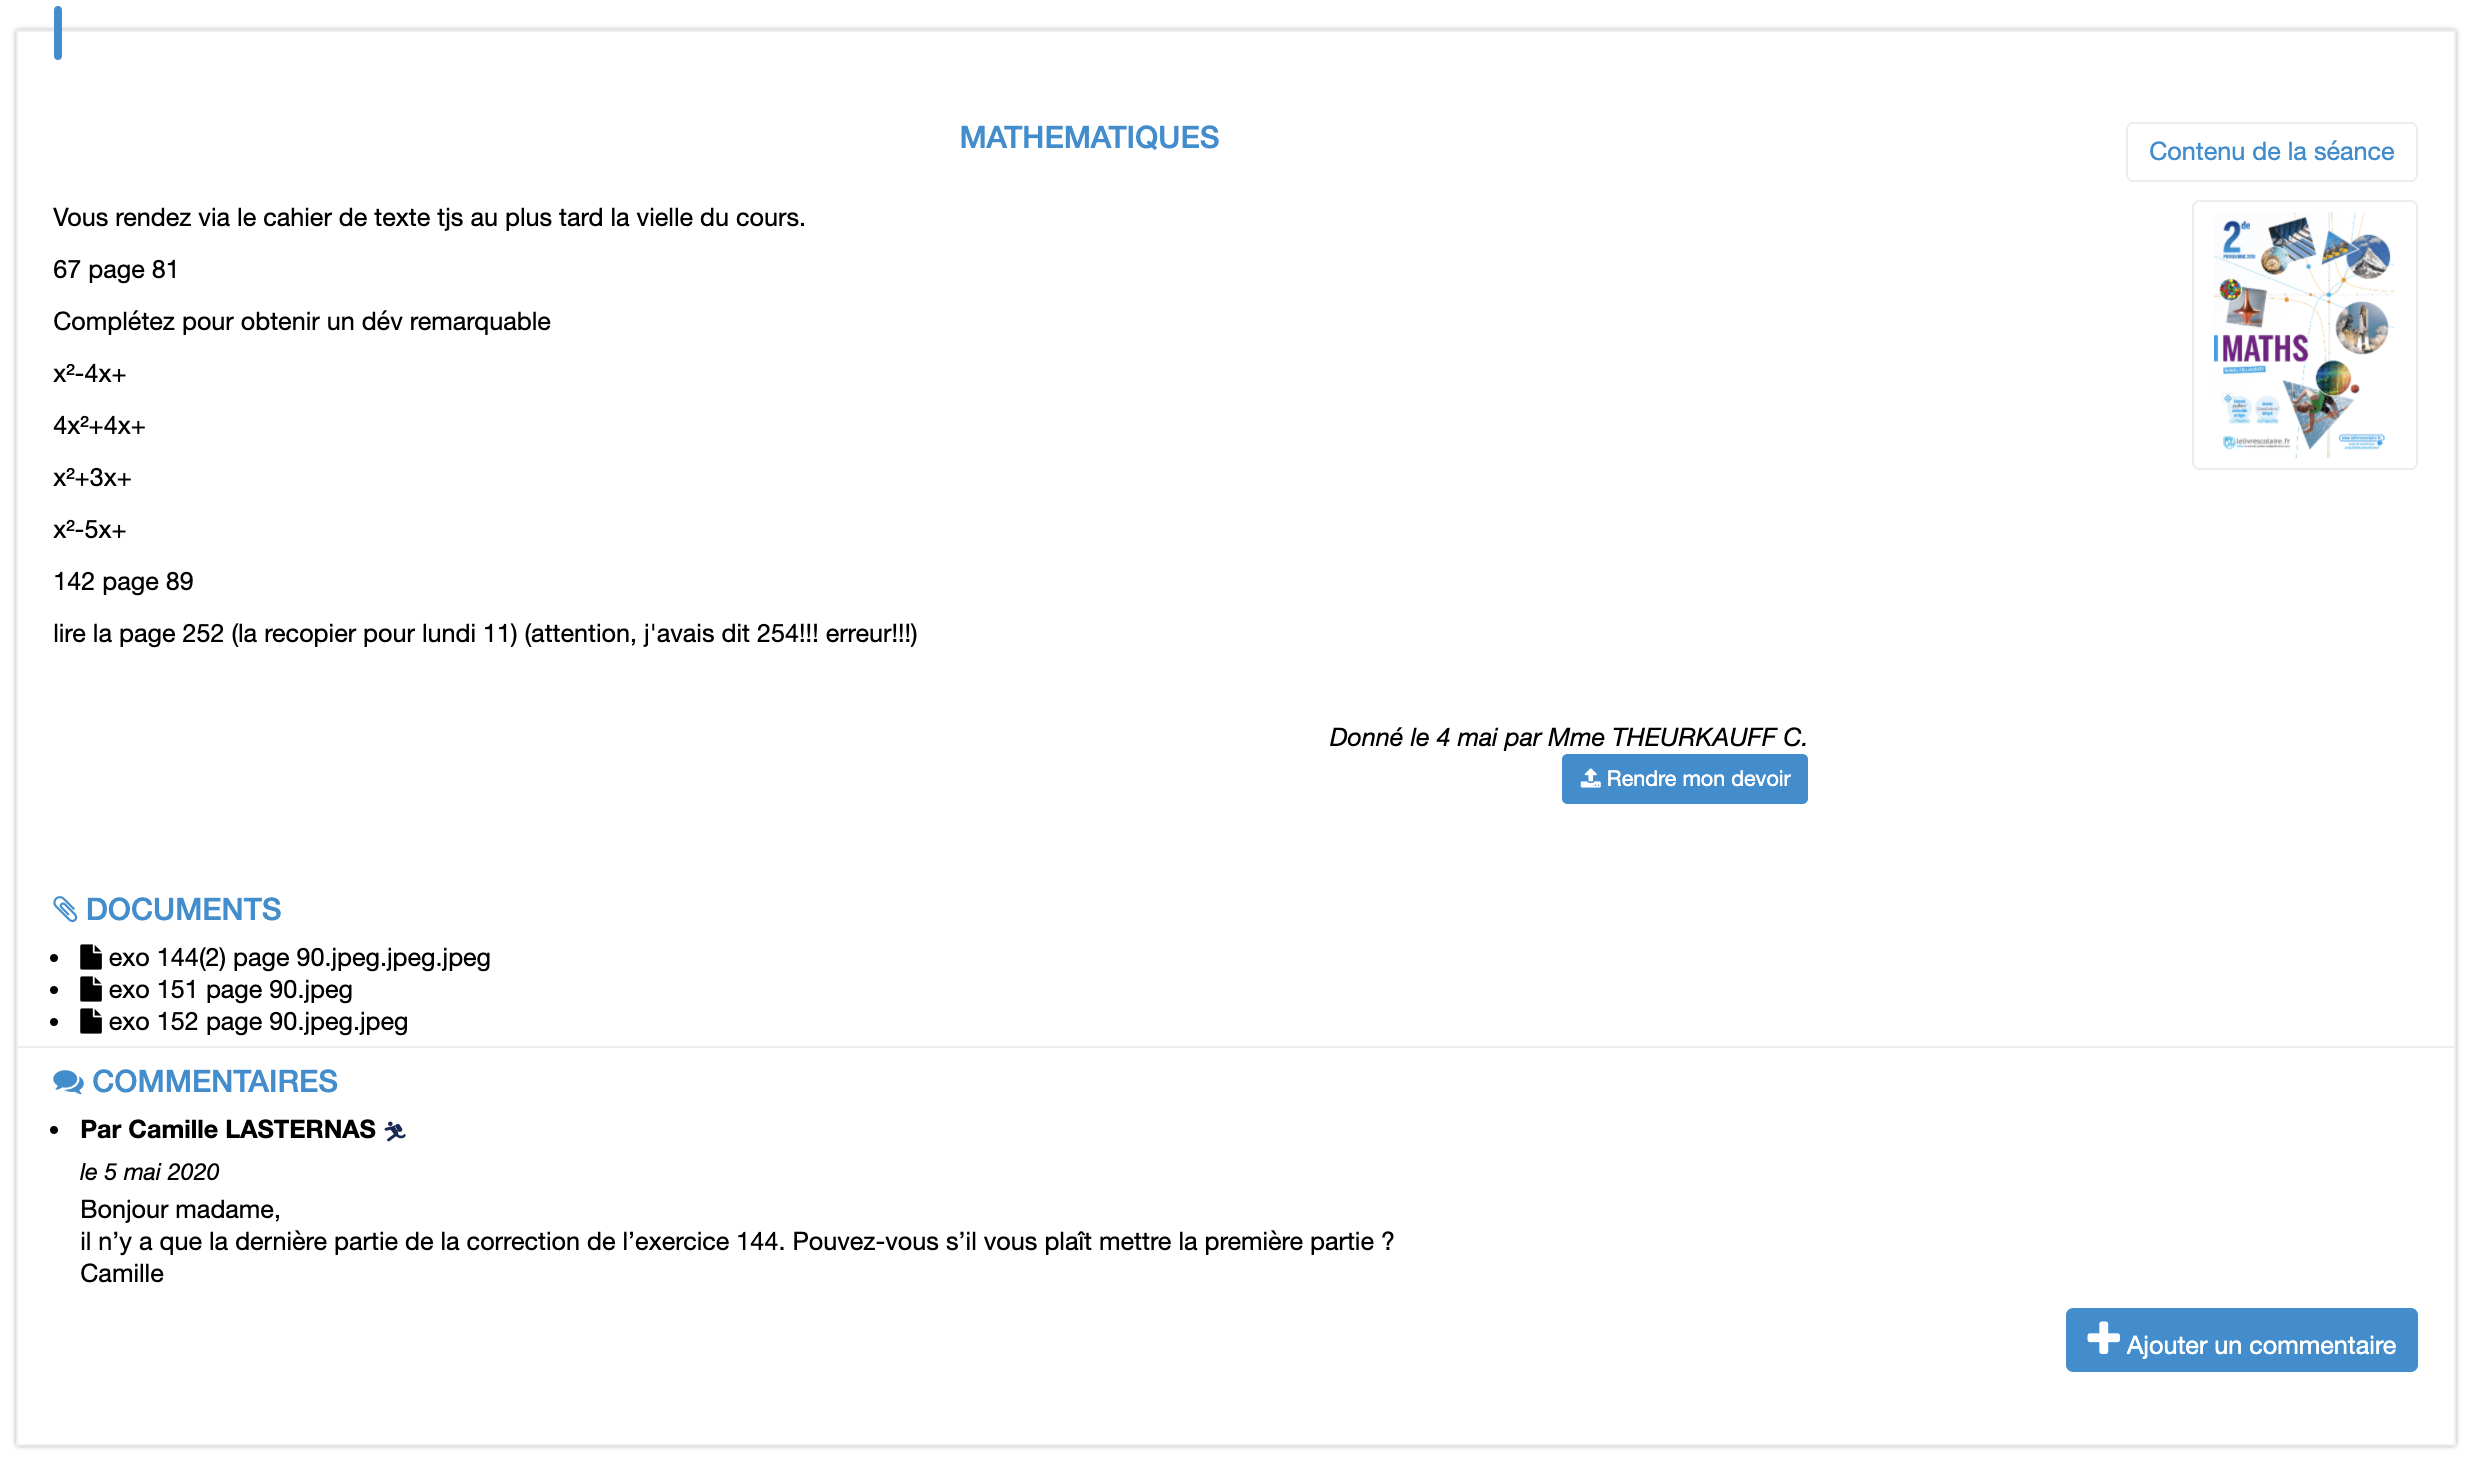 MATHEMATIQUES
Contenu de la séance
Vous rendez via le cahier de texte tjs au plus tard la vielle du cours.
67 page 81
Complétez pour obtenir un dév remarquable
x²-4x+
4x²+4x+
x²+3x+
x²-5x+
142 page 89
lire la page 252 (la recopier pour lundi 11) (attention, j'avais dit 254!!! erreur!!!)
2de
MATHS
lelivrescolaire.fr
Donné le 4 mai par Mme THEURKAUFF C.
Rendre mon devoir
DOCUMENTS
exo 144(2) page 90.jpeg.jpeg.jpeg
exo 151 page 90.jpeg
exo 152 page 90.jpeg.jpeg
COMMENTAIRES
Par Camille LASTERNAS
le 5 mai 2020
Bonjour madame,
il n’y a que la dernière partie de la correction de l’exercice 144. Pouvez-vous s’il vous plaît mettre la première partie ?
Camille
Ajouter un commentaire